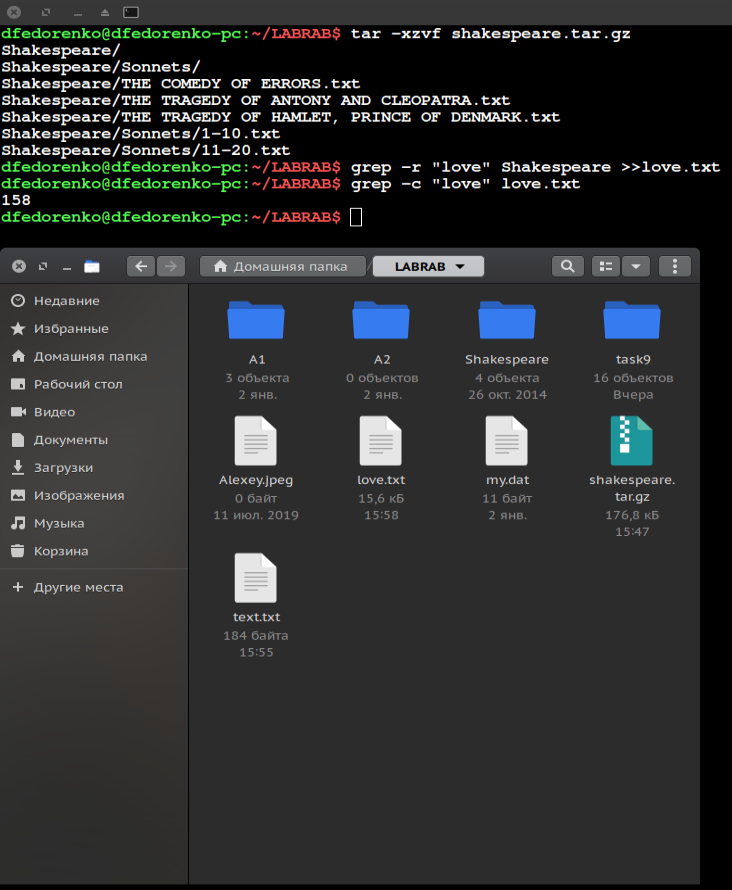 dfedorenko@dfedorenko-pc:~/LABRAB$ tar -xzvf shakespeare.tar.gz
Shakespeare/
Shakespeare/Sonnets/
Shakespeare/THE COMEDY OF ERRORS.txt
Shakespeare/THE TRAGEDY OF ANTONY AND CLEOPATRA.txt
Shakespeare/THE TRAGEDY OF HAMLET, PRINCE OF DENMARK.txt
Shakespeare/Sonnets/1-10.txt
Shakespeare/Sonnets/11-20.txt
dfedorenko@dfedorenko-pc:~/LABRAB$ grep -r "love" Shakespeare >>love.txt
dfedorenko@dfedorenko-pc:~/LABRAB$ grep -c "love" love.txt
158
dfedorenko@dfedorenko-pc:~/LABRAB$
Домашняя папка / LABRAB
Недавние
Избранные
Домашняя папка
Рабочий стол
Видео
Документы
Загрузки
Изображения
Музыка
Корзина
Другие места
A1
3 объекта
2 янв.
A2
0 объектов
2 янв.
Shakespeare
4 объекта
26 окт. 2014
task9
16 объектов
Вчера
Alexey.jpeg
0 байт
11 июл. 2019
love.txt
15,6 кБ
15:58
my.dat
11 байт
2 янв.
shakespeare.
tar.gz
176,8 кБ
15:47
text.txt
184 байта
15:55